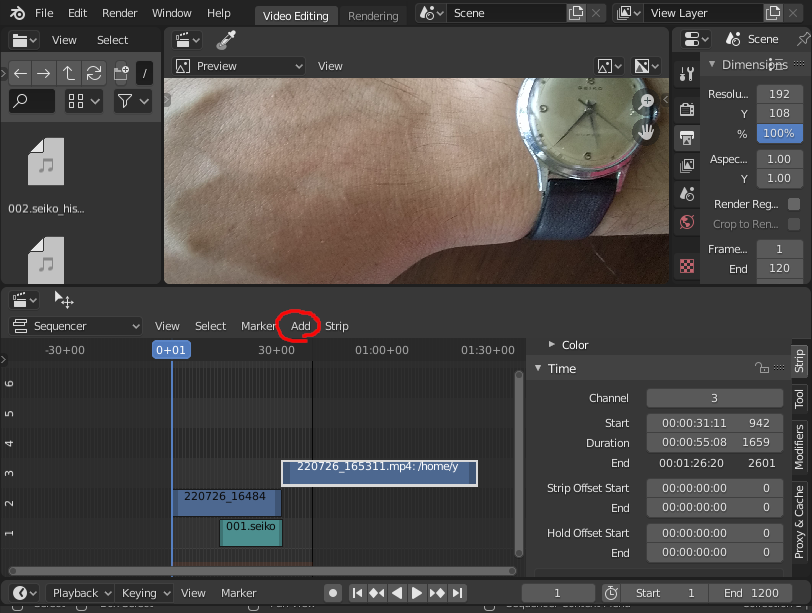 File Edit Render Window Help Video Editing Rendering Scene View Layer
View Select
Scene
Preview View
Dimensions
/
Resolu... 192
Y 108
% 100%
Aspec... 1.00
Y 1.00
002.seiko_his...
Render Reg...
Crop to Ren...
Frame... 1
End 120
SEIKO
Sequencer View Select Marker Add Strip
-30+00 0+01 30+00 01:00+00 01:30+00
6
5
4
3
2
1
220726_165311.mp4: /home/y
220726_16484
001.seiko
Color
Time
Channel 3
Start 00:00:31:11 942
Duration 00:00:55:08 1659
End 00:01:26:20 2601
Strip Offset Start 00:00:00:00 0
End 00:00:00:00 0
Hold Offset Start 00:00:00:00 0
End 00:00:00:00 0
Strip
Tool
Modifiers
Proxy & Cache
Playback Keying View Marker 1 Start 1 End 1200